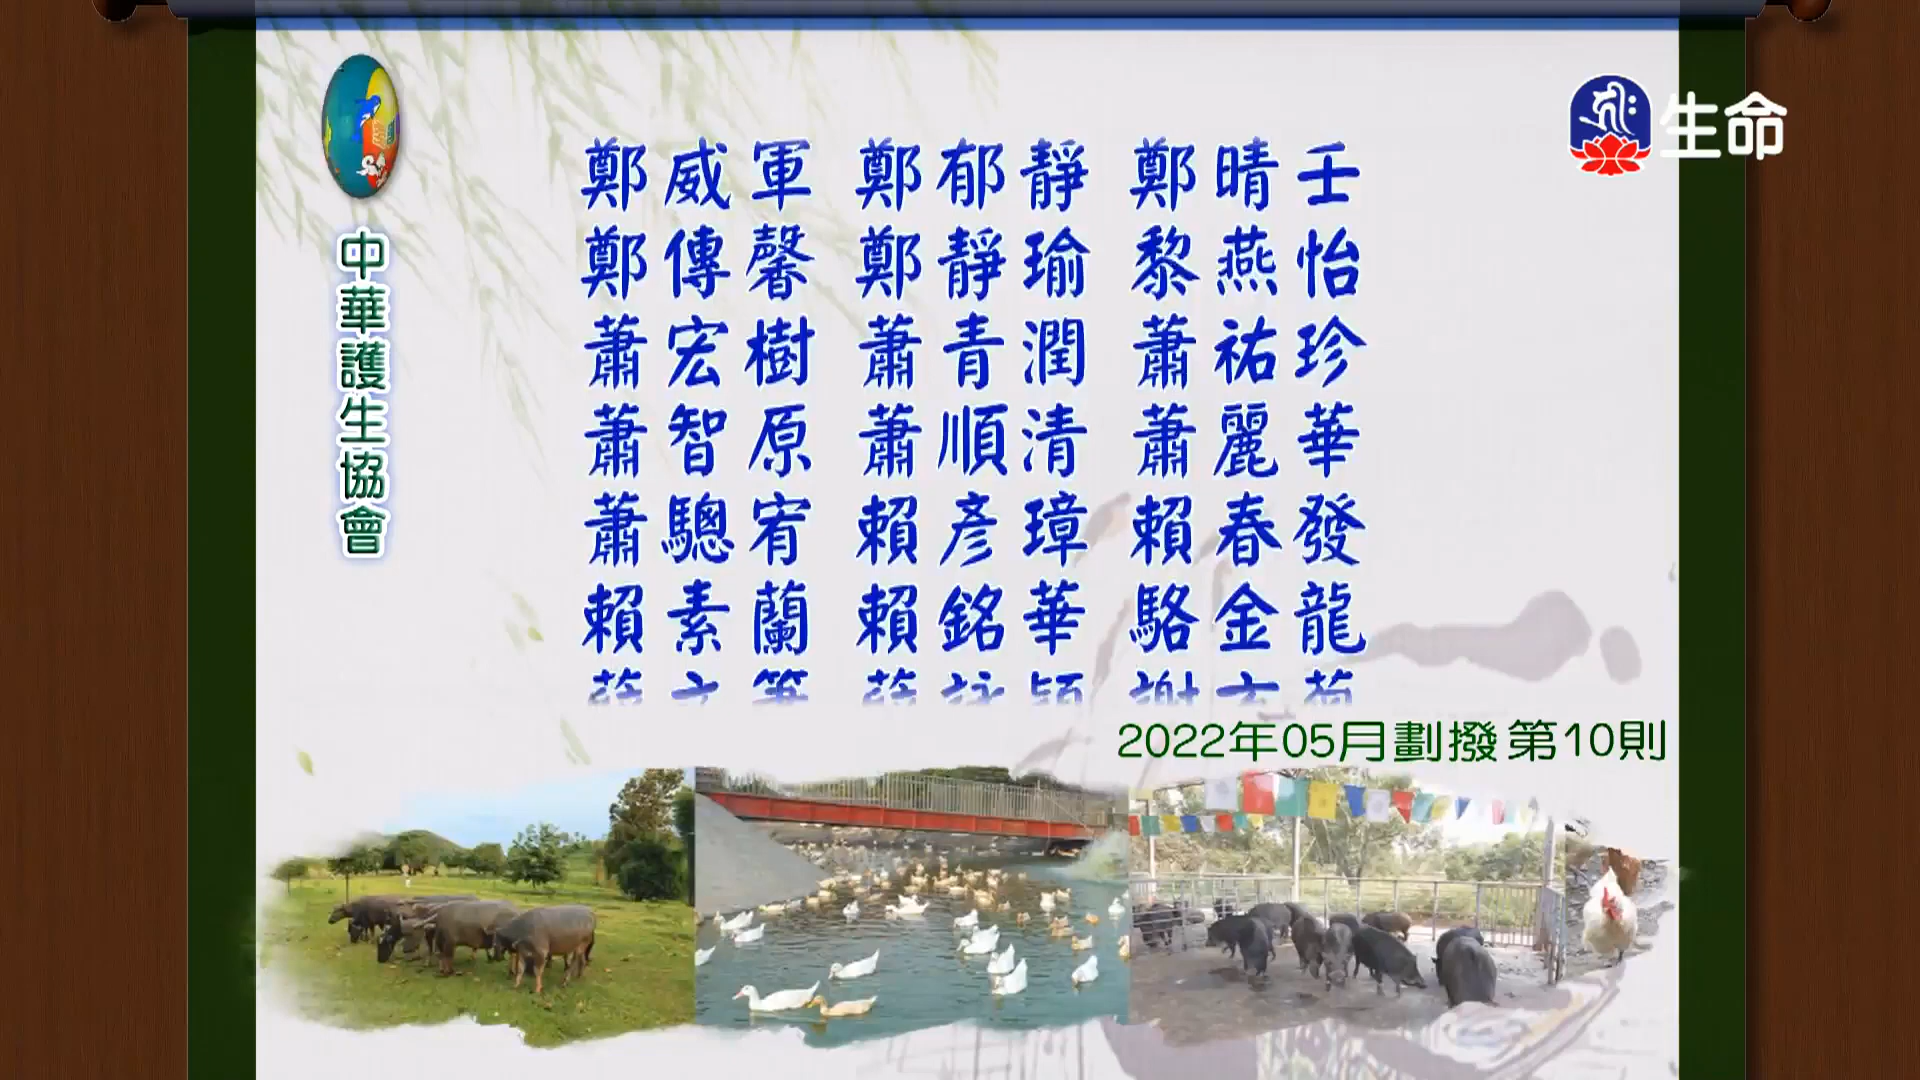 生命
中華護生協會
鄭威軍 鄭郁靜 鄭晴壬
鄭傳馨 鄭靜瑜 黎燕怡
蕭宏樹 蕭青潤 蕭祐珍
蕭智原 蕭順清 蕭麗華
蕭驄宥 賴彥璋 賴春發
賴素蘭 賴銘華 駱金龍
2022年05月劃撥 第10則